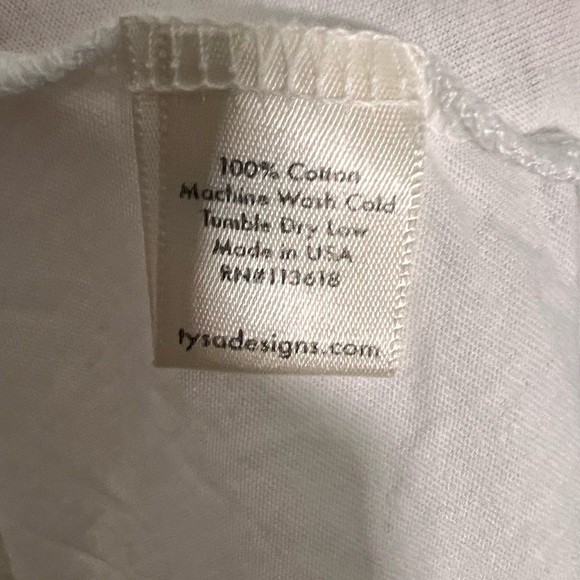 100% Cotton
Machine Wash Cold
Tumble Dry Low
Made in USA
RN#113618
tysadesigns.com